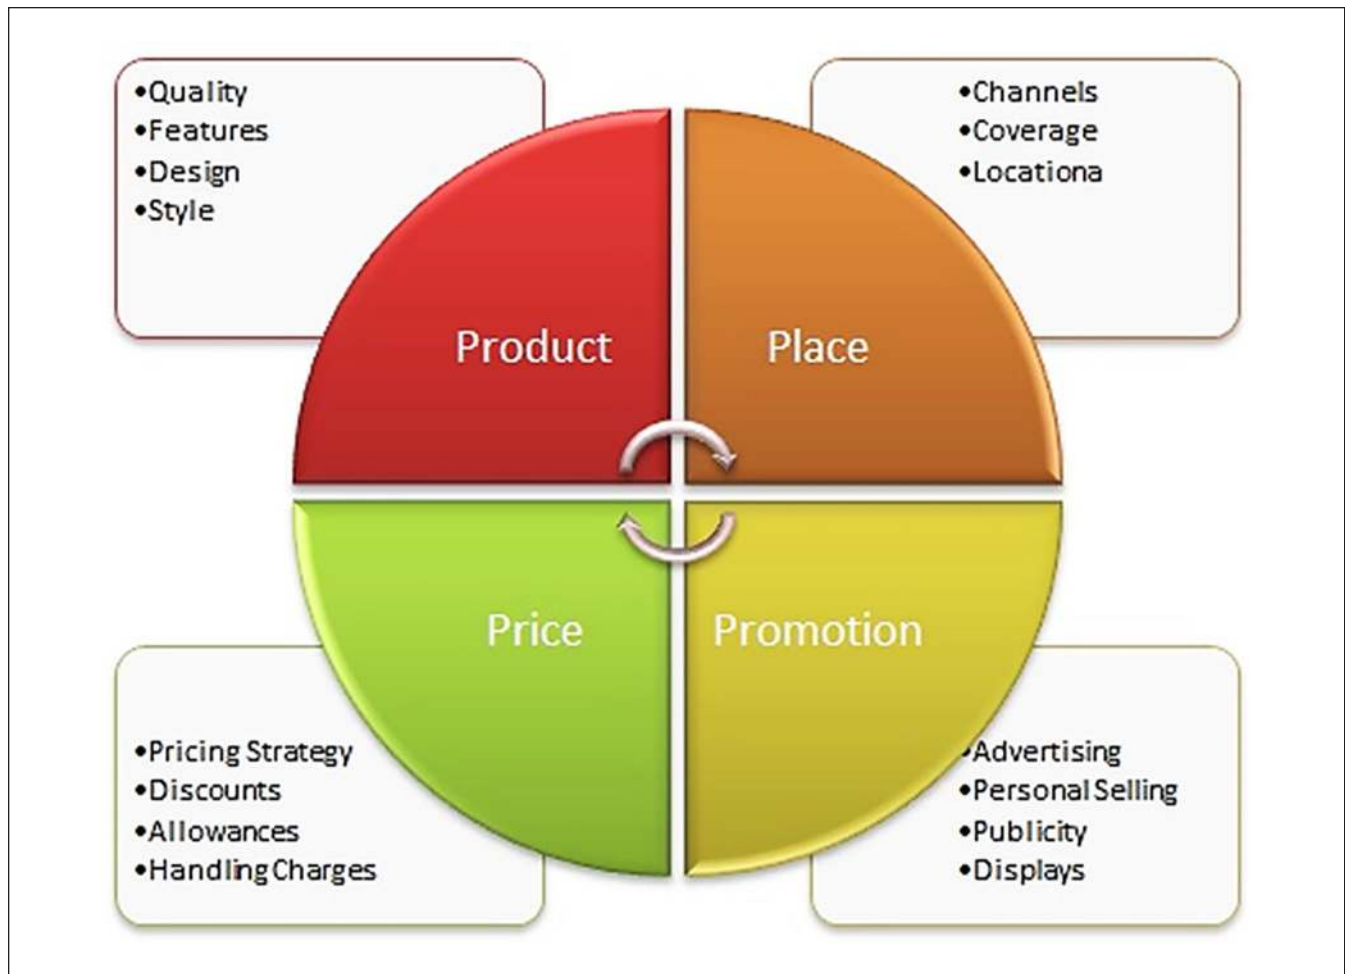 •Quality
•Features
•Design
•Style
•Channels
•Coverage
•Locationa
Product
Place
Price
Promotion
•Pricing Strategy
•Discounts
•Allowances
•Handling Charges
•Advertising
•Personal Selling
•Publicity
•Displays